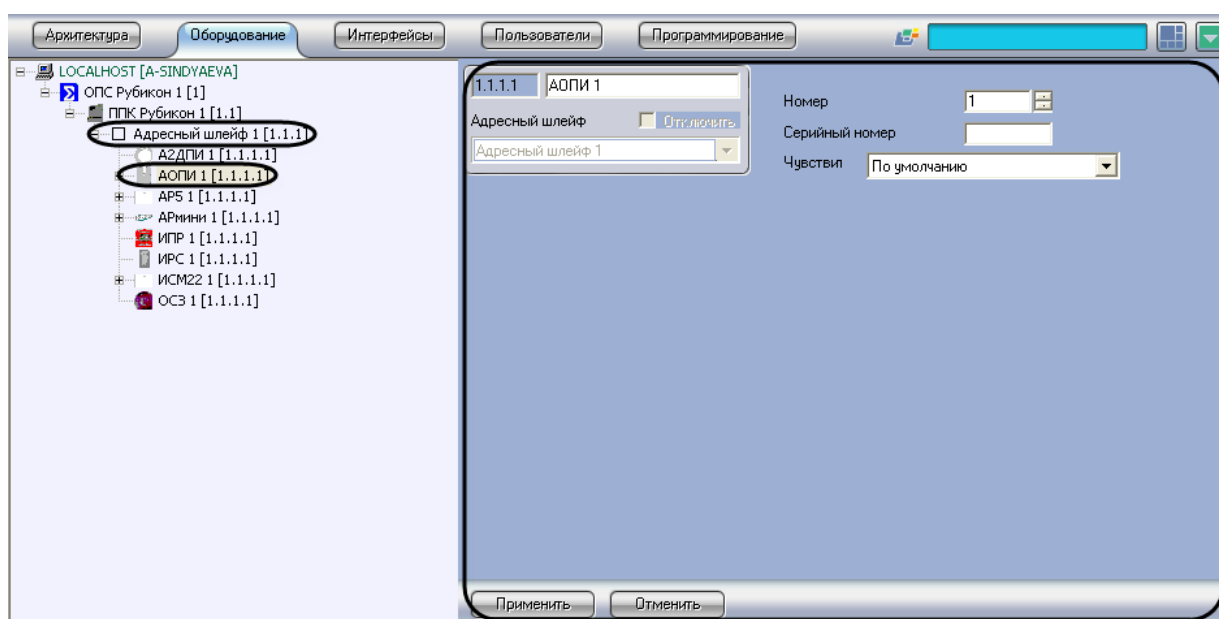 Архитектура Оборудование Интерфейсы Пользователи Программирование
LOCALHOST [A-SINDYAEVA]
ОПС Рубикон 1 [1]
ППК Рубикон 1 [1.1]
Адресный шлейф 1 [1.1.1]
А2ДПИ 1 [1.1.1.1]
АОПИ 1 [1.1.1.1]
АР5 1 [1.1.1.1]
АРмини 1 [1.1.1.1]
ИПР 1 [1.1.1.1]
ИРС 1 [1.1.1.1]
ИСМ22 1 [1.1.1.1]
ОСЗ 1 [1.1.1.1]
1.1.1.1 АОПИ 1
Адресный шлейф Отключить
Адресный шлейф 1
Номер 1
Серийный номер
Чувствип По умолчанию
Применить Отменить